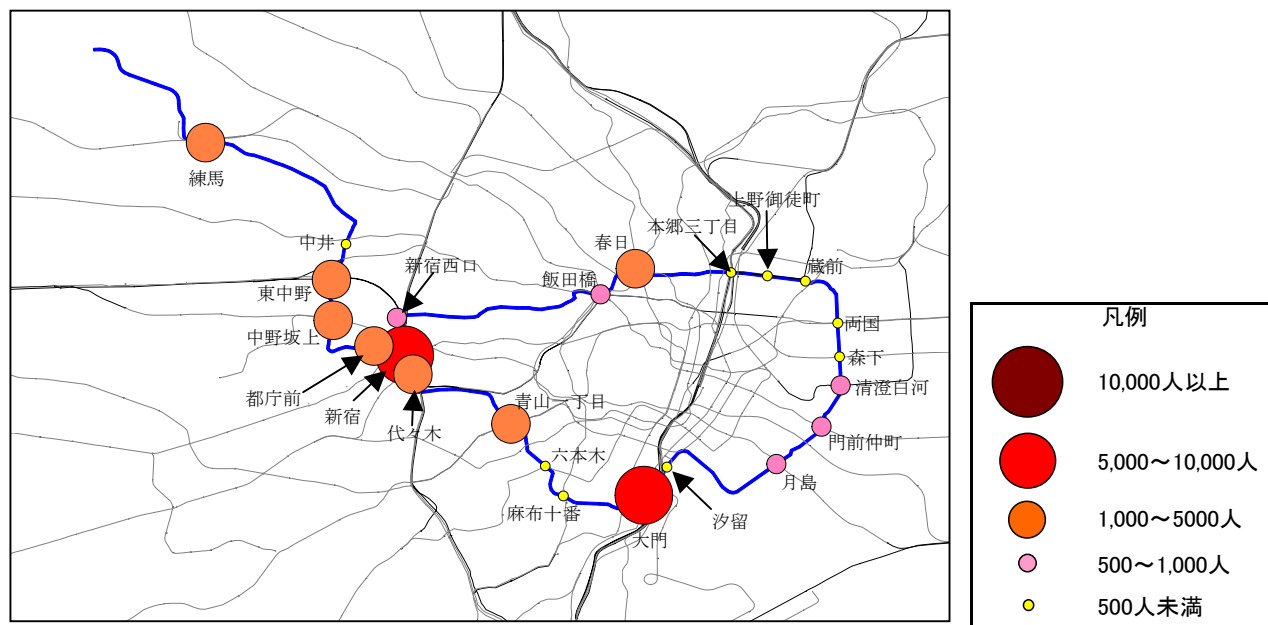 練馬
中井
東中野
中野坂上
都庁前
新宿
代々木
新宿西口
飯田橋
春日
本郷三丁目
上野御徒町
蔵前
両国
森下
清澄白河
門前仲町
月島
汐留
大門
麻布十番
六本木
青山一丁目
凡例
10,000人以上
5,000～10,000人
1,000～5000人
500～1,000人
500人未満